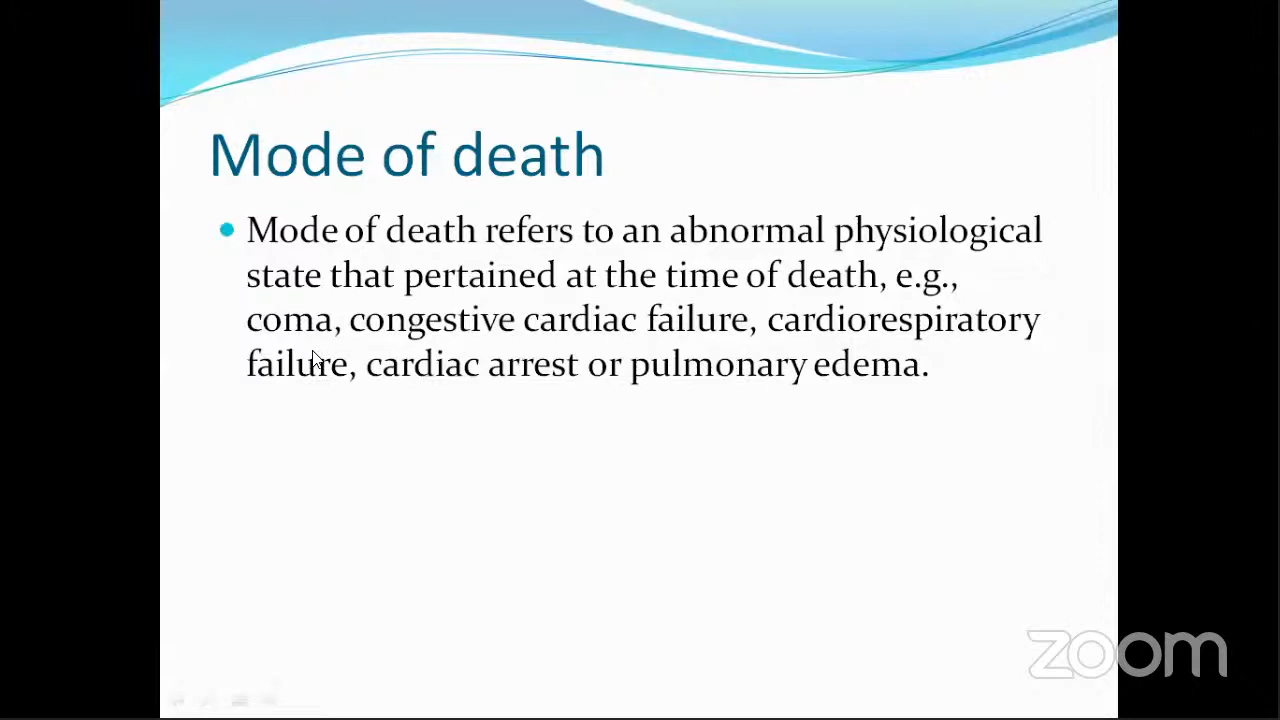 Mode of death
• Mode of death refers to an abnormal physiological
state that pertained at the time of death, e.g.,
coma, congestive cardiac failure, cardiorespiratory
failure, cardiac arrest or pulmonary edema.
zoom